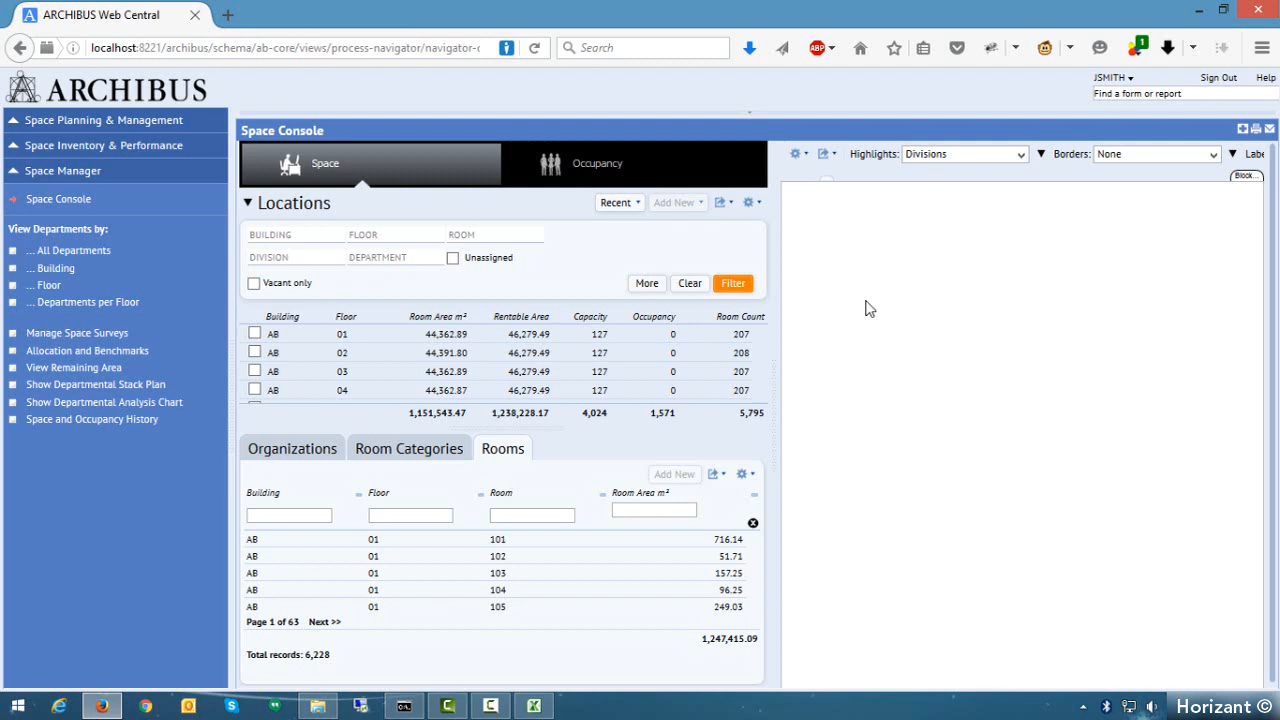 ARCHIBUS Web Central
localhost:8221/archibus/schema/ab-core/views/process-navigator/navigator-
Search
ABP
1
ARCHIBUS
JSMITH
Sign Out
Help
Find a form or report
Space Planning & Management
Space Inventory & Performance
Space Manager
Space Console
View Departments by:
... All Departments
... Building
... Floor
... Departments per Floor
Manage Space Surveys
Allocation and Benchmarks
View Remaining Area
Show Departmental Stack Plan
Show Departmental Analysis Chart
Space and Occupancy History
Space Console
Space
Occupancy
Highlights: Divisions
Borders: None
Labe
Block...
Locations
Recent
Add New
BUILDING FLOOR ROOM
DIVISION DEPARTMENT Unassigned
Vacant only
More Clear Filter
Building Floor Room Area m² Rentable Area Capacity Occupancy Room Count
AB 01 44,362.89 46,279.49 127 0 207
AB 02 44,391.80 46,279.49 127 0 208
AB 03 44,362.89 46,279.49 127 0 207
AB 04 44,362.87 46,279.49 127 0 207
1,151,543.47 1,238,228.17 4,024 1,571 5,795
Organizations Room Categories Rooms
Add New
Building Floor Room Room Area m²
AB 01 101 716.14
AB 01 102 51.71
AB 01 103 157.25
AB 01 104 96.25
AB 01 105 249.03
Page 1 of 63 Next >>
1,247,415.09
Total records: 6,228
Horizant ©